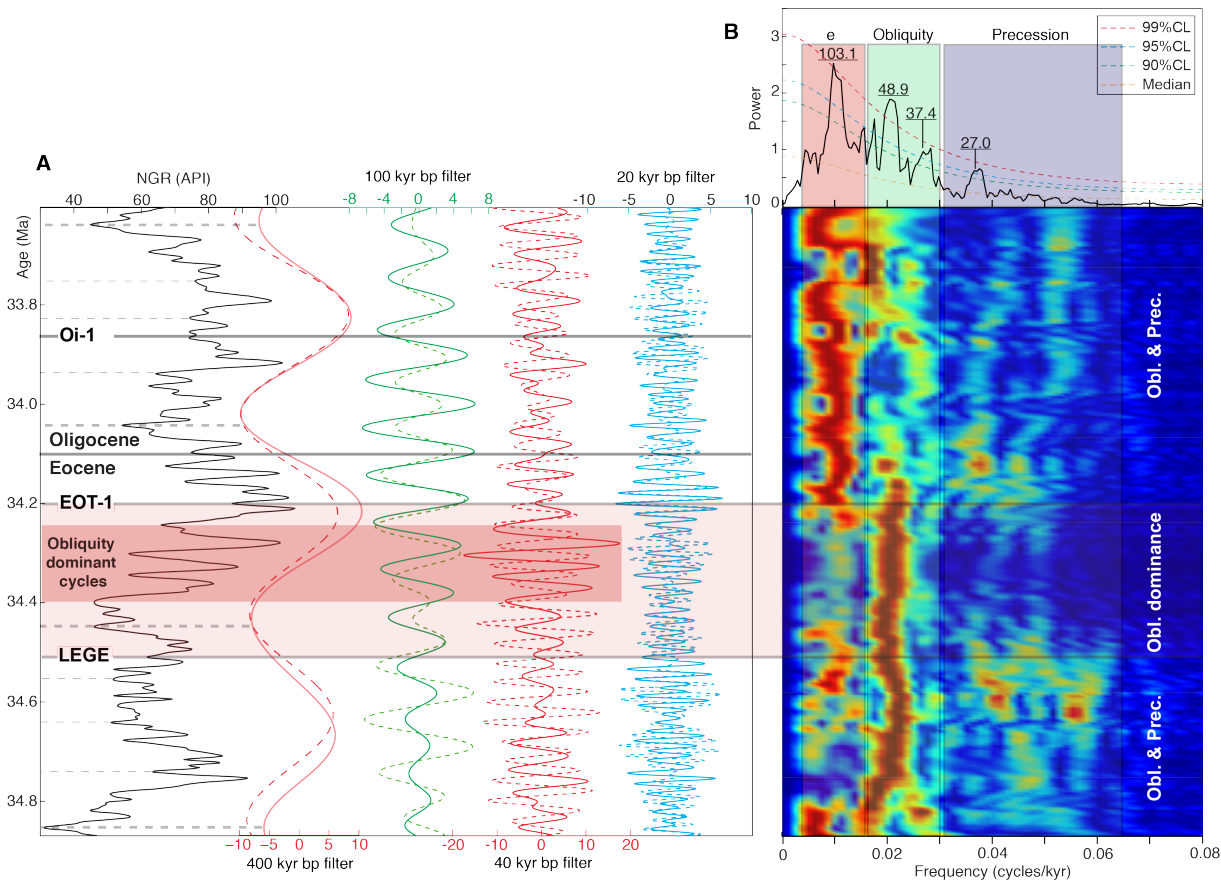 B
e
Obliquity
Precession
99%CL
95%CL
90%CL
Median
3
2
1
0
Power
103.1
48.9
37.4
27.0
A
NGR (API)
100 kyr bp filter
20 kyr bp filter
40
60
80
100
-8
-4
0
4
8
-10
-5
0
5
10
Age (Ma)
33.8
34.0
34.2
34.4
34.6
34.8
Oi-1
Oligocene
Eocene
EOT-1
Obliquity
dominant
cycles
LEGE
Obl. & Prec.
Obl. dominance
Obl. & Prec.
-10
-5
0
5
10
-20
-10
0
10
20
400 kyr bp filter
40 kyr bp filter
0
0.02
0.04
0.06
0.08
Frequency (cycles/kyr)